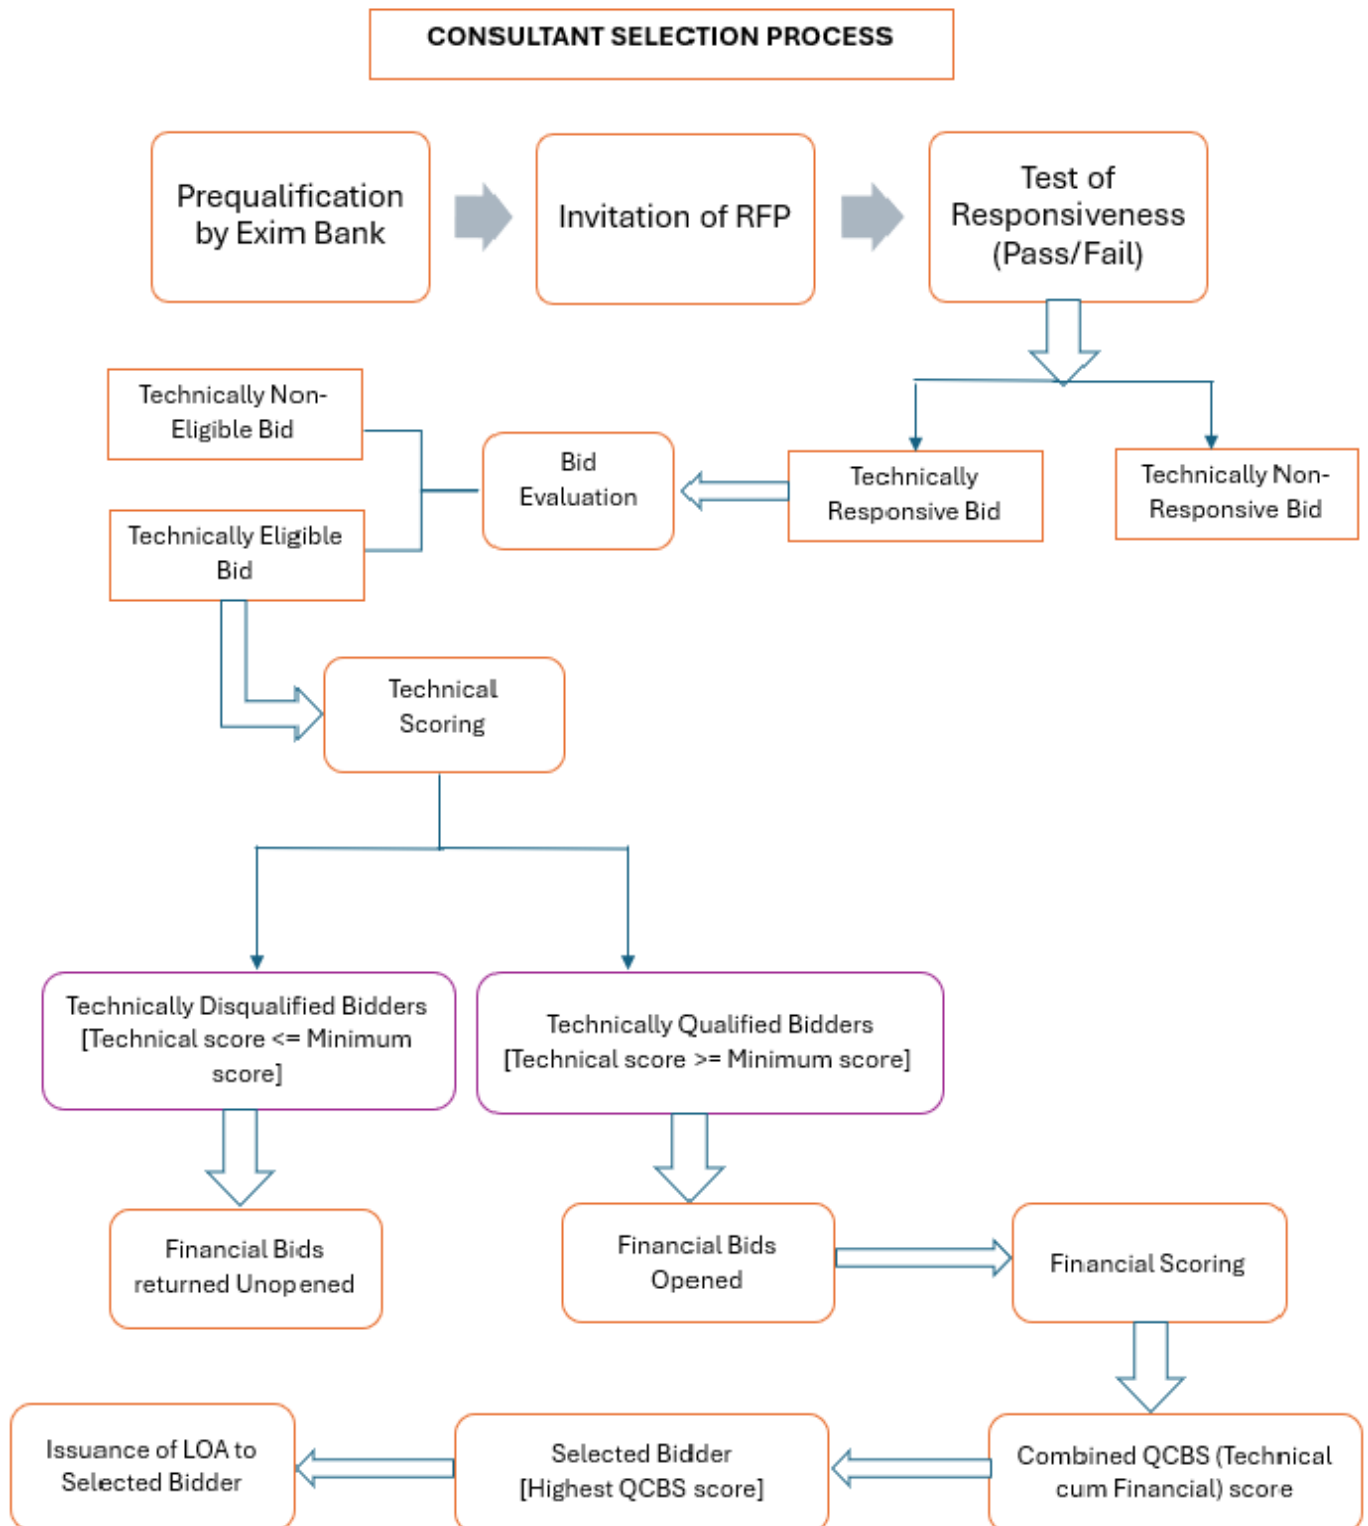 CONSULTANT SELECTION PROCESS
Prequalification
by Exim Bank
Invitation of RFP
Test of
Responsiveness
(Pass/Fail)
Technically Non-
Eligible Bid
Bid
Evaluation
Technically
Responsive Bid
Technically Non-
Responsive Bid
Technically Eligible
Bid
Technical
Scoring
Technically Disqualified Bidders
[Technical score <= Minimum
score]
Technically Qualified Bidders
[Technical score >= Minimum score]
Financial Bids
returned Unopened
Financial Bids
Opened
Financial Scoring
Issuance of LOA to
Selected Bidder
Selected Bidder
[Highest QCBS score]
Combined QCBS (Technical
cum Financial) score